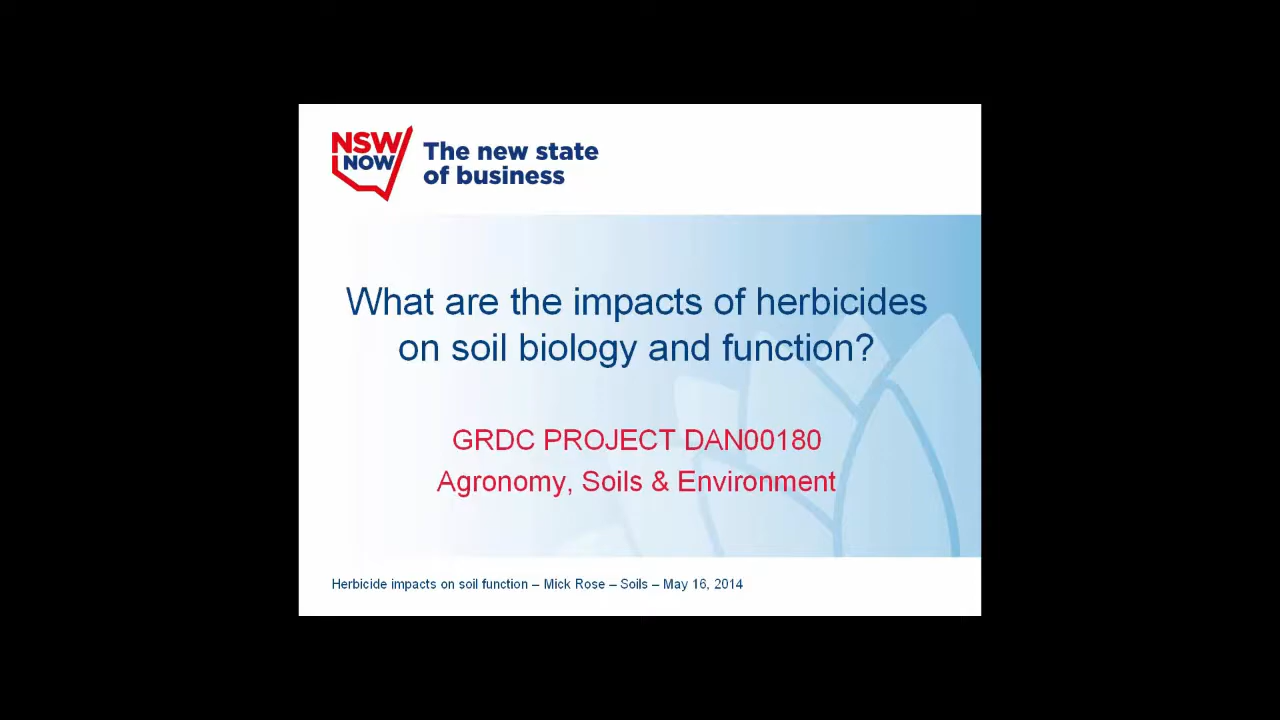 NSW
NOW
The new state
of business
What are the impacts of herbicides
on soil biology and function?
GRDC PROJECT DAN00180
Agronomy, Soils & Environment
Herbicide impacts on soil function – Mick Rose – Soils – May 16, 2014